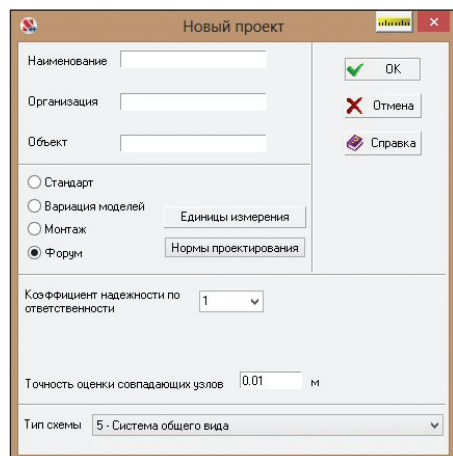 Новый проект
Наименование
OK
Организация
Отмена
Объект
Справка
Стандарт
Вариация моделей
Единицы измерения
Монтаж
Форум
Нормы проектирования
Коэффициент надежности по
ответственности
1
Точность оценки совпадающих узлов 0.01 м
Тип схемы 5 - Система общего вида